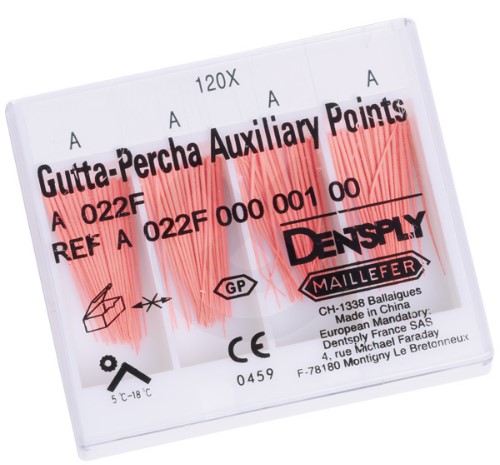 120X
A A A A
Gutta-Percha Auxiliary Points
A 022F
REF A 022F 000 001 00
DENTSPLY
MAILLEFER
GP
CH-1338 Ballaigues
Made in China
European Mandatory:
Dentsply France SAS
4, rue Michael Faraday
F-78180 Montigny Le Bretonneux
CE
0459
5°C-18°C